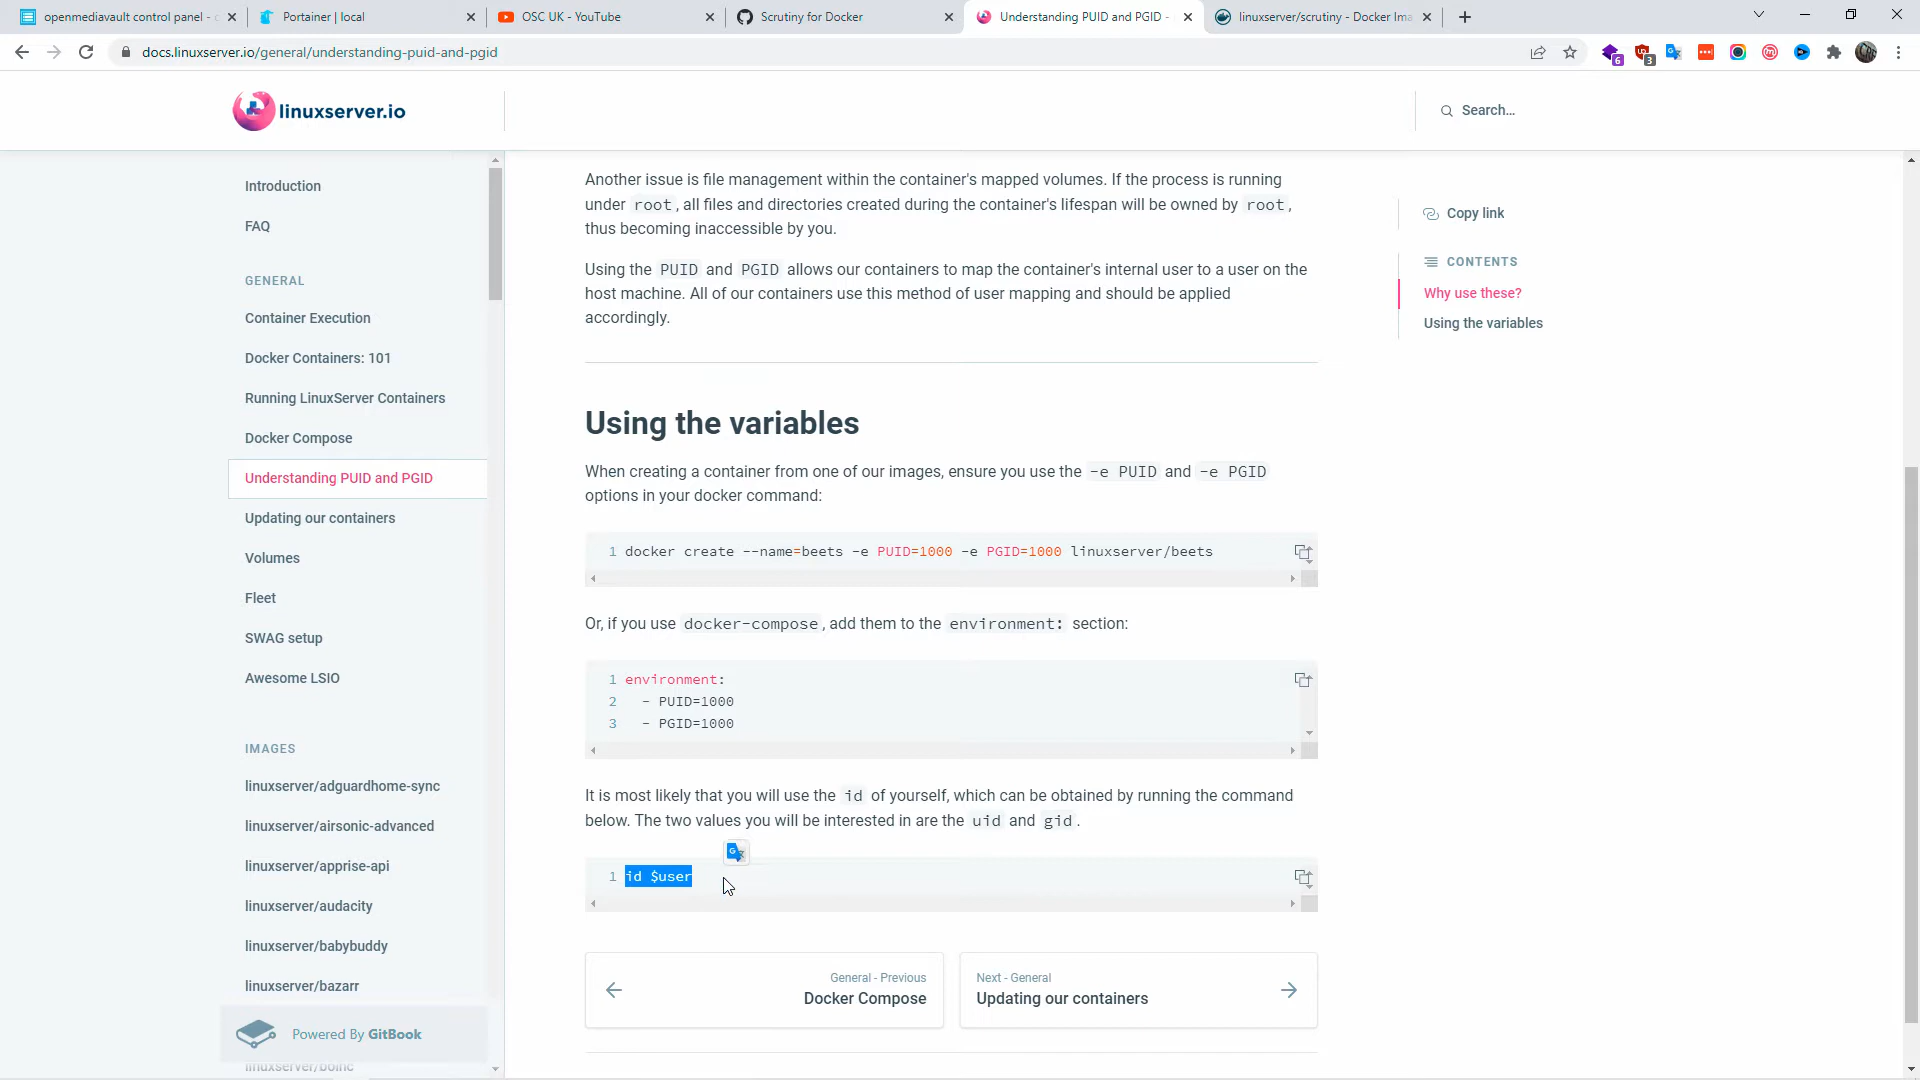 openmediavault control panel - c
Portainer | local
OSC UK - YouTube
Scrutiny for Docker
Understanding PUID and PGID -
linuxserver/scrutiny - Docker Ima
docs.linuxserver.io/general/understanding-puid-and-pgid
6
3
linuxserver.io
Search...
Introduction
FAQ
GENERAL
Container Execution
Docker Containers: 101
Running LinuxServer Containers
Docker Compose
Understanding PUID and PGID
Updating our containers
Volumes
Fleet
SWAG setup
Awesome LSIO
IMAGES
linuxserver/adguardhome-sync
linuxserver/airsonic-advanced
linuxserver/apprise-api
linuxserver/audacity
linuxserver/babybuddy
linuxserver/bazarr
linuxserver/boinc
Powered By GitBook
Another issue is file management within the container's mapped volumes. If the process is running
under root, all files and directories created during the container's lifespan will be owned by root,
thus becoming inaccessible by you.
Using the PUID and PGID allows our containers to map the container's internal user to a user on the
host machine. All of our containers use this method of user mapping and should be applied
accordingly.
Using the variables
When creating a container from one of our images, ensure you use the -e PUID and -e PGID
options in your docker command:
1 docker create --name=beets -e PUID=1000 -e PGID=1000 linuxserver/beets
Or, if you use docker-compose, add them to the environment: section:
1 environment:
2 - PUID=1000
3 - PGID=1000
It is most likely that you will use the id of yourself, which can be obtained by running the command
below. The two values you will be interested in are the uid and gid.
1 id $user
General - Previous
Docker Compose
Next - General
Updating our containers
Copy link
CONTENTS
Why use these?
Using the variables